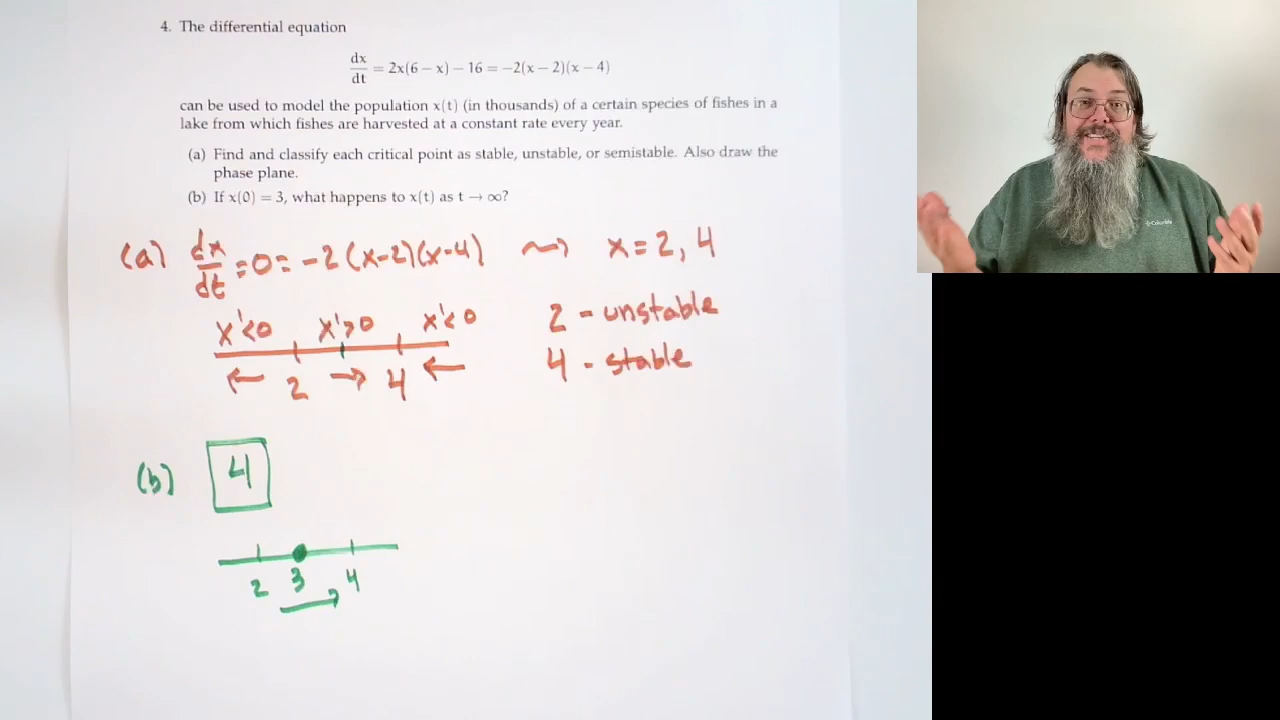 4. The differential equation
dx/dt = 2x(6 − x) − 16 = −2(x − 2)(x − 4)
can be used to model the population x(t) (in thousands) of a certain species of fishes in a
lake from which fishes are harvested at a constant rate every year.
(a) Find and classify each critical point as stable, unstable, or semistable. Also draw the
phase plane.
(b) If x(0) = 3, what happens to x(t) as t → ∞?
(a) dx/dt = 0 = -2(x-2)(x-4) ⇝ x = 2, 4
x'<0 x'>0 x'<0
← 2 → 4 ←
2 - unstable
4 - stable
(b) 4
2 3 4
→
Columbia